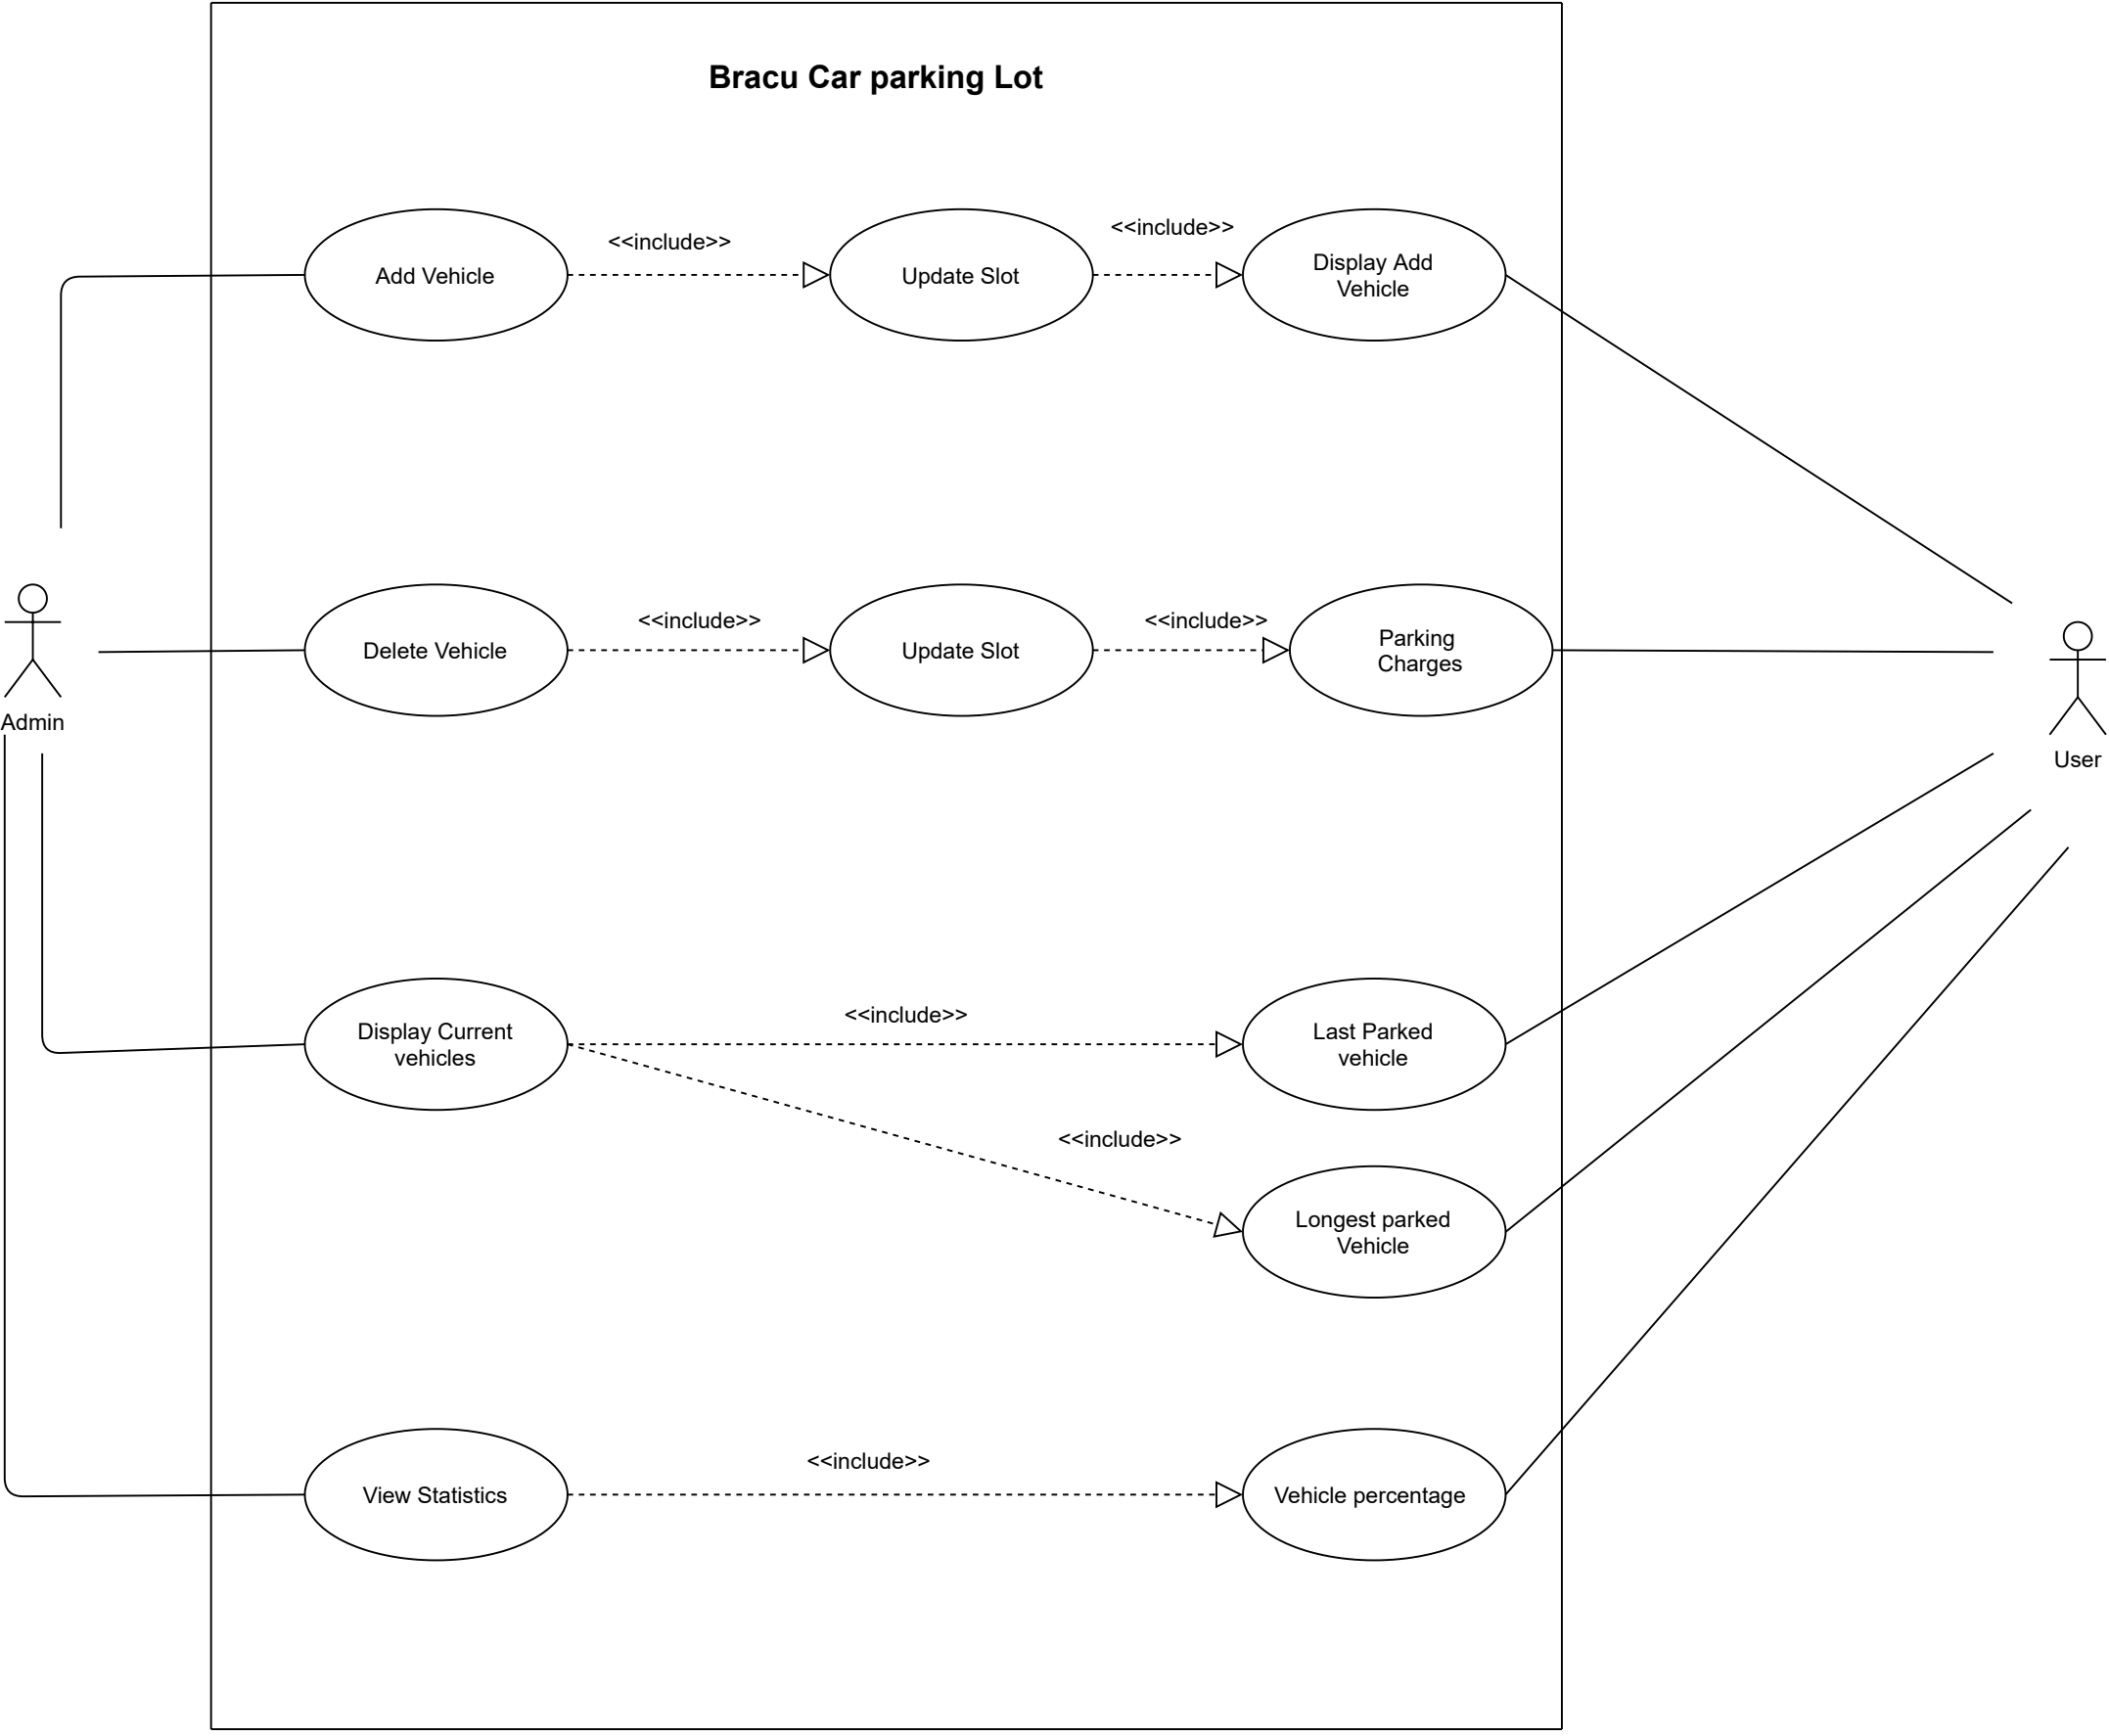 Bracu Car parking Lot
<<include>>
<<include>>
Add Vehicle
Update Slot
Display Add
Vehicle
<<include>>
<<include>>
Delete Vehicle
Update Slot
Parking
Charges
Admin
User
<<include>>
Display Current
vehicles
Last Parked
vehicle
<<include>>
Longest parked
Vehicle
<<include>>
View Statistics
Vehicle percentage